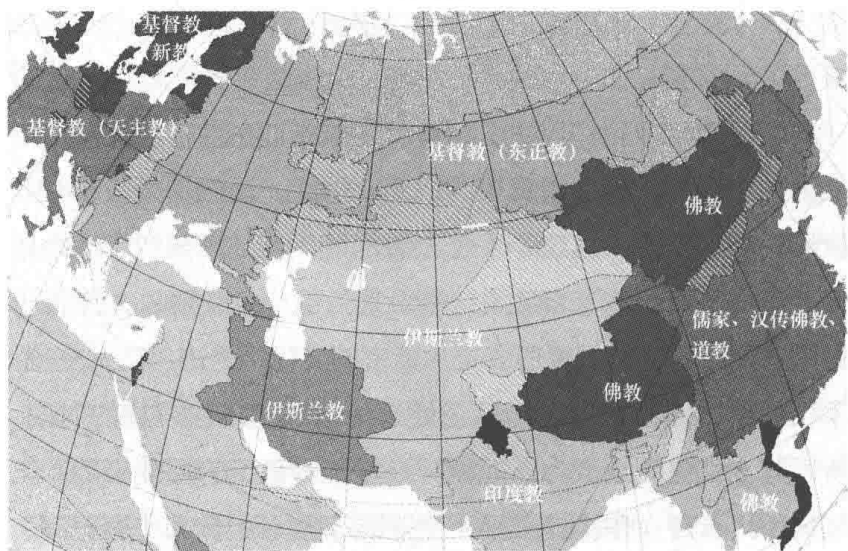 基督教
（新教）
基督教（天主教）
基督教（东正教）
佛教
儒家、汉传佛教、
道教
伊斯兰教
佛教
伊斯兰教
印度教
佛教